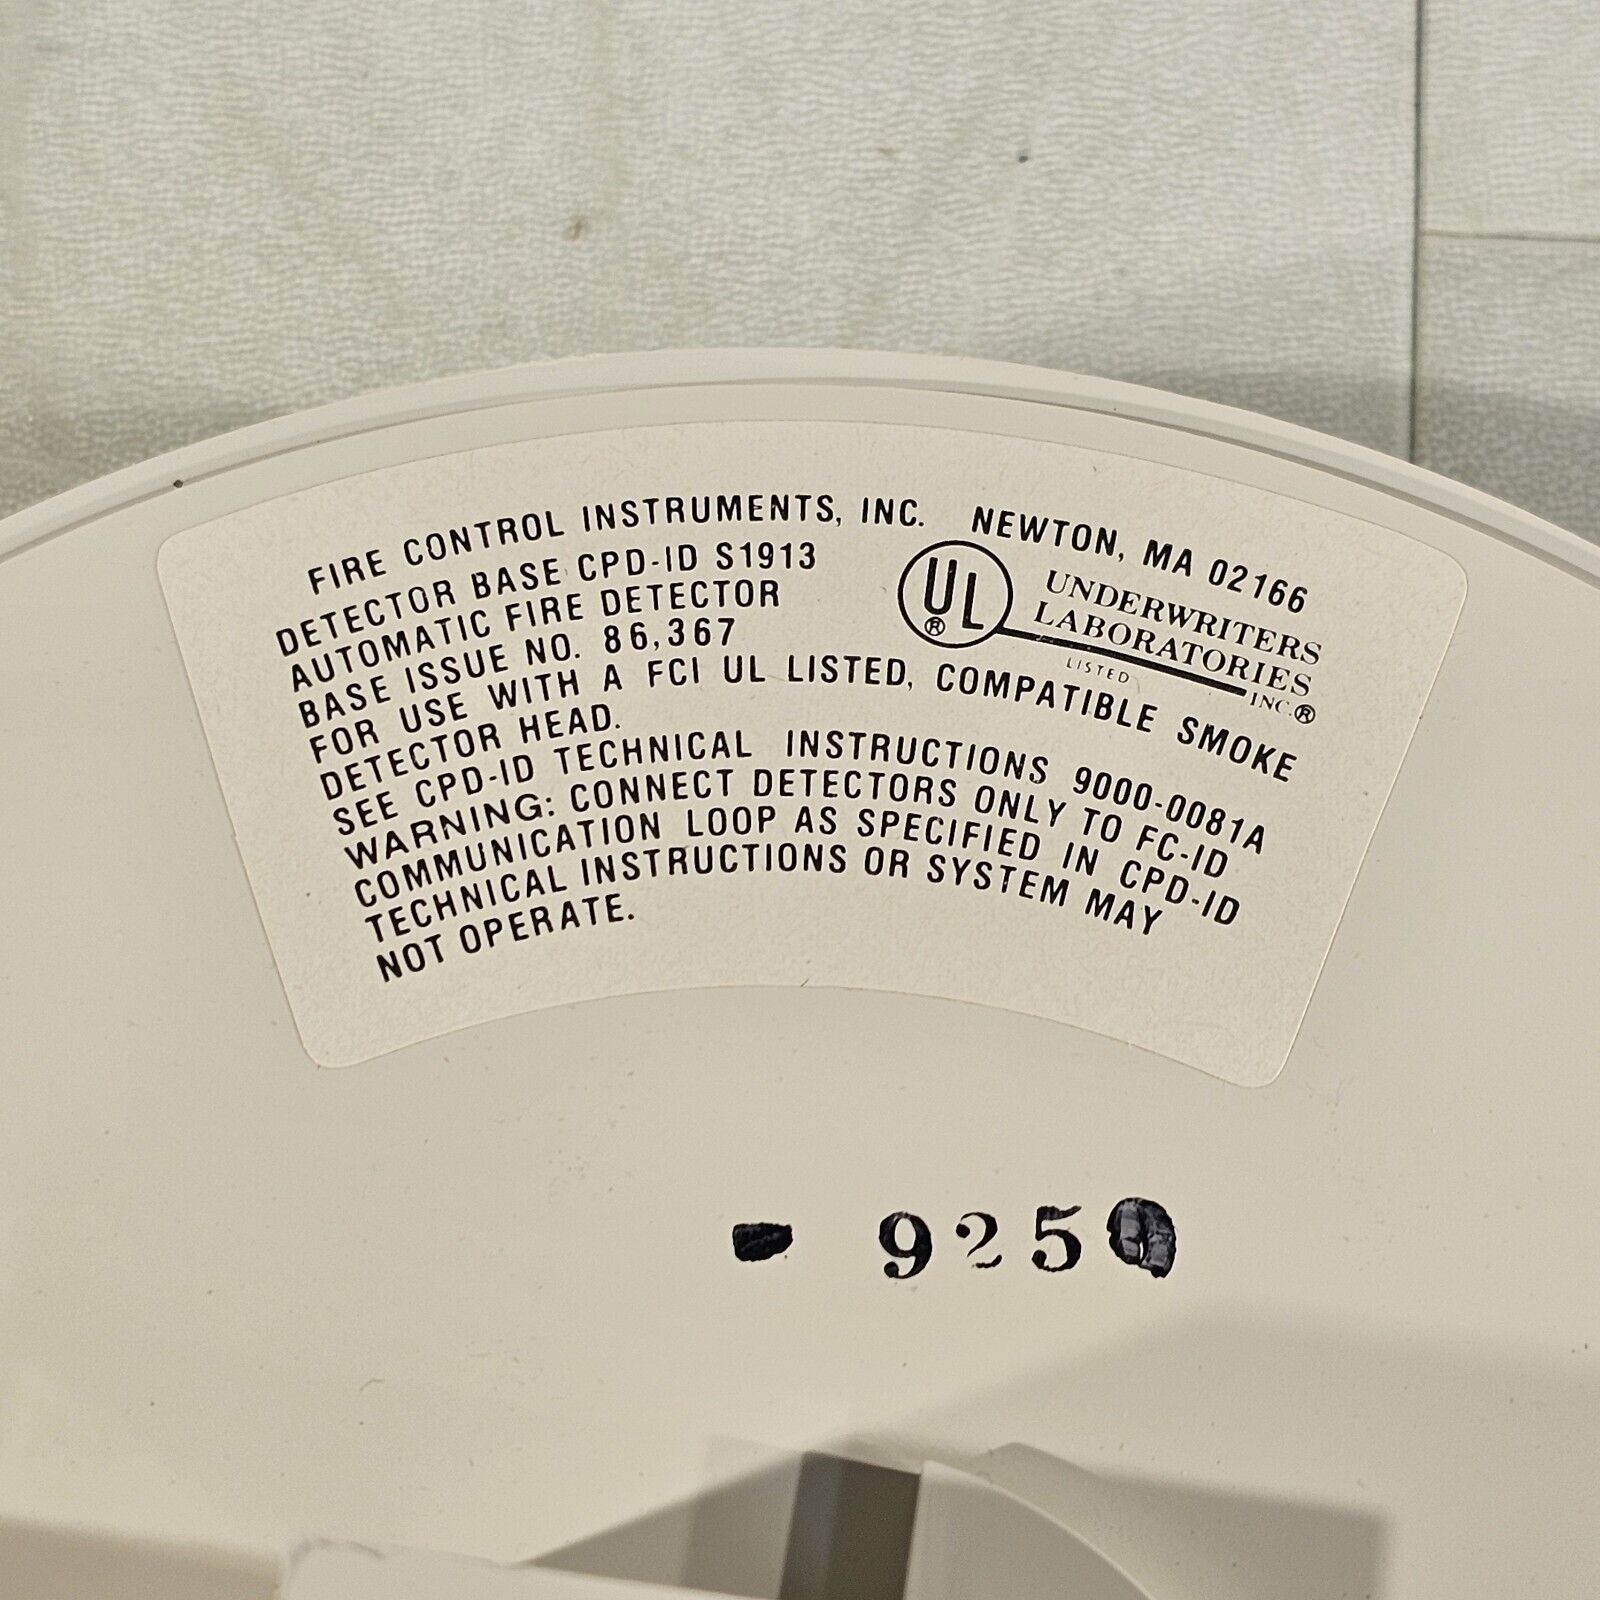 FIRE CONTROL INSTRUMENTS, INC. NEWTON, MA 02166
DETECTOR BASE CPD-ID S1913
AUTOMATIC FIRE DETECTOR
BASE ISSUE NO. 86,367
UL ®
UNDERWRITERS
LABORATORIES
INC.®
LISTED
FOR USE WITH A FCI UL LISTED, COMPATIBLE SMOKE
DETECTOR HEAD.
SEE CPD-ID TECHNICAL INSTRUCTIONS 9000-0081A
WARNING: CONNECT DETECTORS ONLY TO FC-ID
COMMUNICATION LOOP AS SPECIFIED IN CPD-ID
TECHNICAL INSTRUCTIONS OR SYSTEM MAY
NOT OPERATE.
925